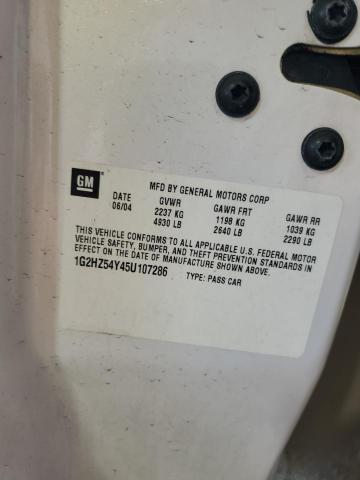 GM
MFD BY GENERAL MOTORS CORP
DATE GVWR GAWR FRT GAWR RR
06/04 2237 KG 1198 KG 1039 KG
4930 LB 2640 LB 2290 LB
THIS VEHICLE CONFORMS TO ALL APPLICABLE U.S. FEDERAL MOTOR
VEHICLE SAFETY, BUMPER, AND THEFT PREVENTION STANDARDS IN
EFFECT ON THE DATE OF MANUFACTURE SHOWN ABOVE.
1G2HZ54Y45U107286 TYPE: PASS CAR